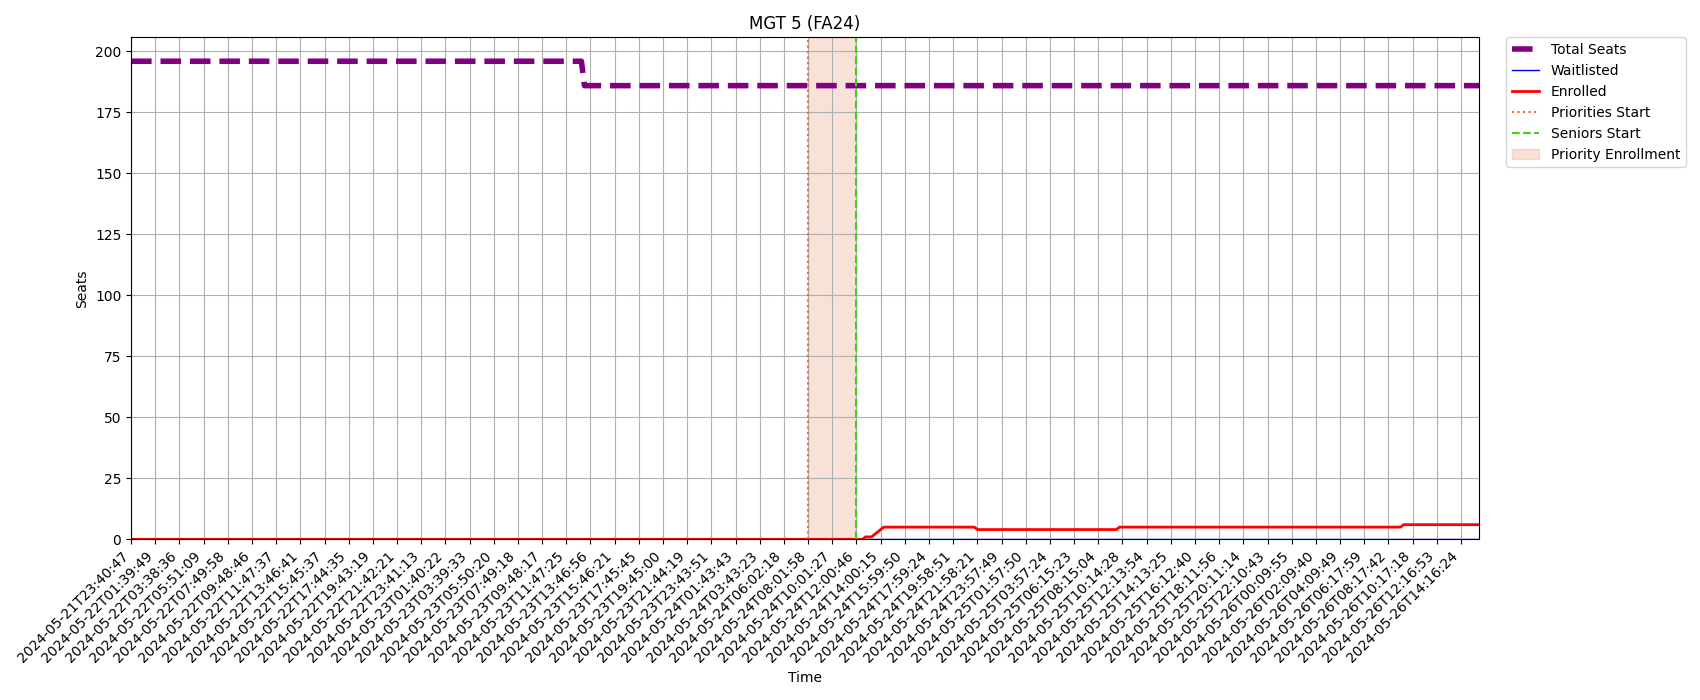 MGT 5 (FA24)
Total Seats
Waitlisted
Enrolled
Priorities Start
Seniors Start
Priority Enrollment
200
175
150
125
100
75
50
25
0
Seats
2024-05-21T23:40:47
2024-05-22T01:39:49
2024-05-22T03:38:36
2024-05-22T05:51:09
2024-05-22T07:49:58
2024-05-22T09:48:46
2024-05-22T11:47:37
2024-05-22T13:46:41
2024-05-22T15:45:37
2024-05-22T17:44:35
2024-05-22T19:43:19
2024-05-22T21:42:21
2024-05-22T23:41:13
2024-05-23T01:40:22
2024-05-23T03:39:33
2024-05-23T05:50:20
2024-05-23T07:49:18
2024-05-23T09:48:17
2024-05-23T11:47:25
2024-05-23T13:46:56
2024-05-23T15:46:21
2024-05-23T17:45:45
2024-05-23T19:45:00
2024-05-23T21:44:19
2024-05-23T23:43:51
2024-05-24T01:43:43
2024-05-24T03:43:23
2024-05-24T06:02:18
2024-05-24T08:01:58
2024-05-24T10:01:27
2024-05-24T12:00:46
2024-05-24T14:00:15
2024-05-24T15:59:50
2024-05-24T17:59:24
2024-05-24T19:58:51
2024-05-24T21:58:21
2024-05-24T23:57:49
2024-05-25T01:57:50
2024-05-25T03:57:24
2024-05-25T06:15:23
2024-05-25T08:15:04
2024-05-25T10:14:28
2024-05-25T12:13:54
2024-05-25T14:13:25
2024-05-25T16:12:40
2024-05-25T18:11:56
2024-05-25T20:11:14
2024-05-25T22:10:43
2024-05-26T00:09:55
2024-05-26T02:09:40
2024-05-26T04:09:49
2024-05-26T06:17:59
2024-05-26T08:17:42
2024-05-26T10:17:18
2024-05-26T12:16:53
2024-05-26T14:16:24
Time